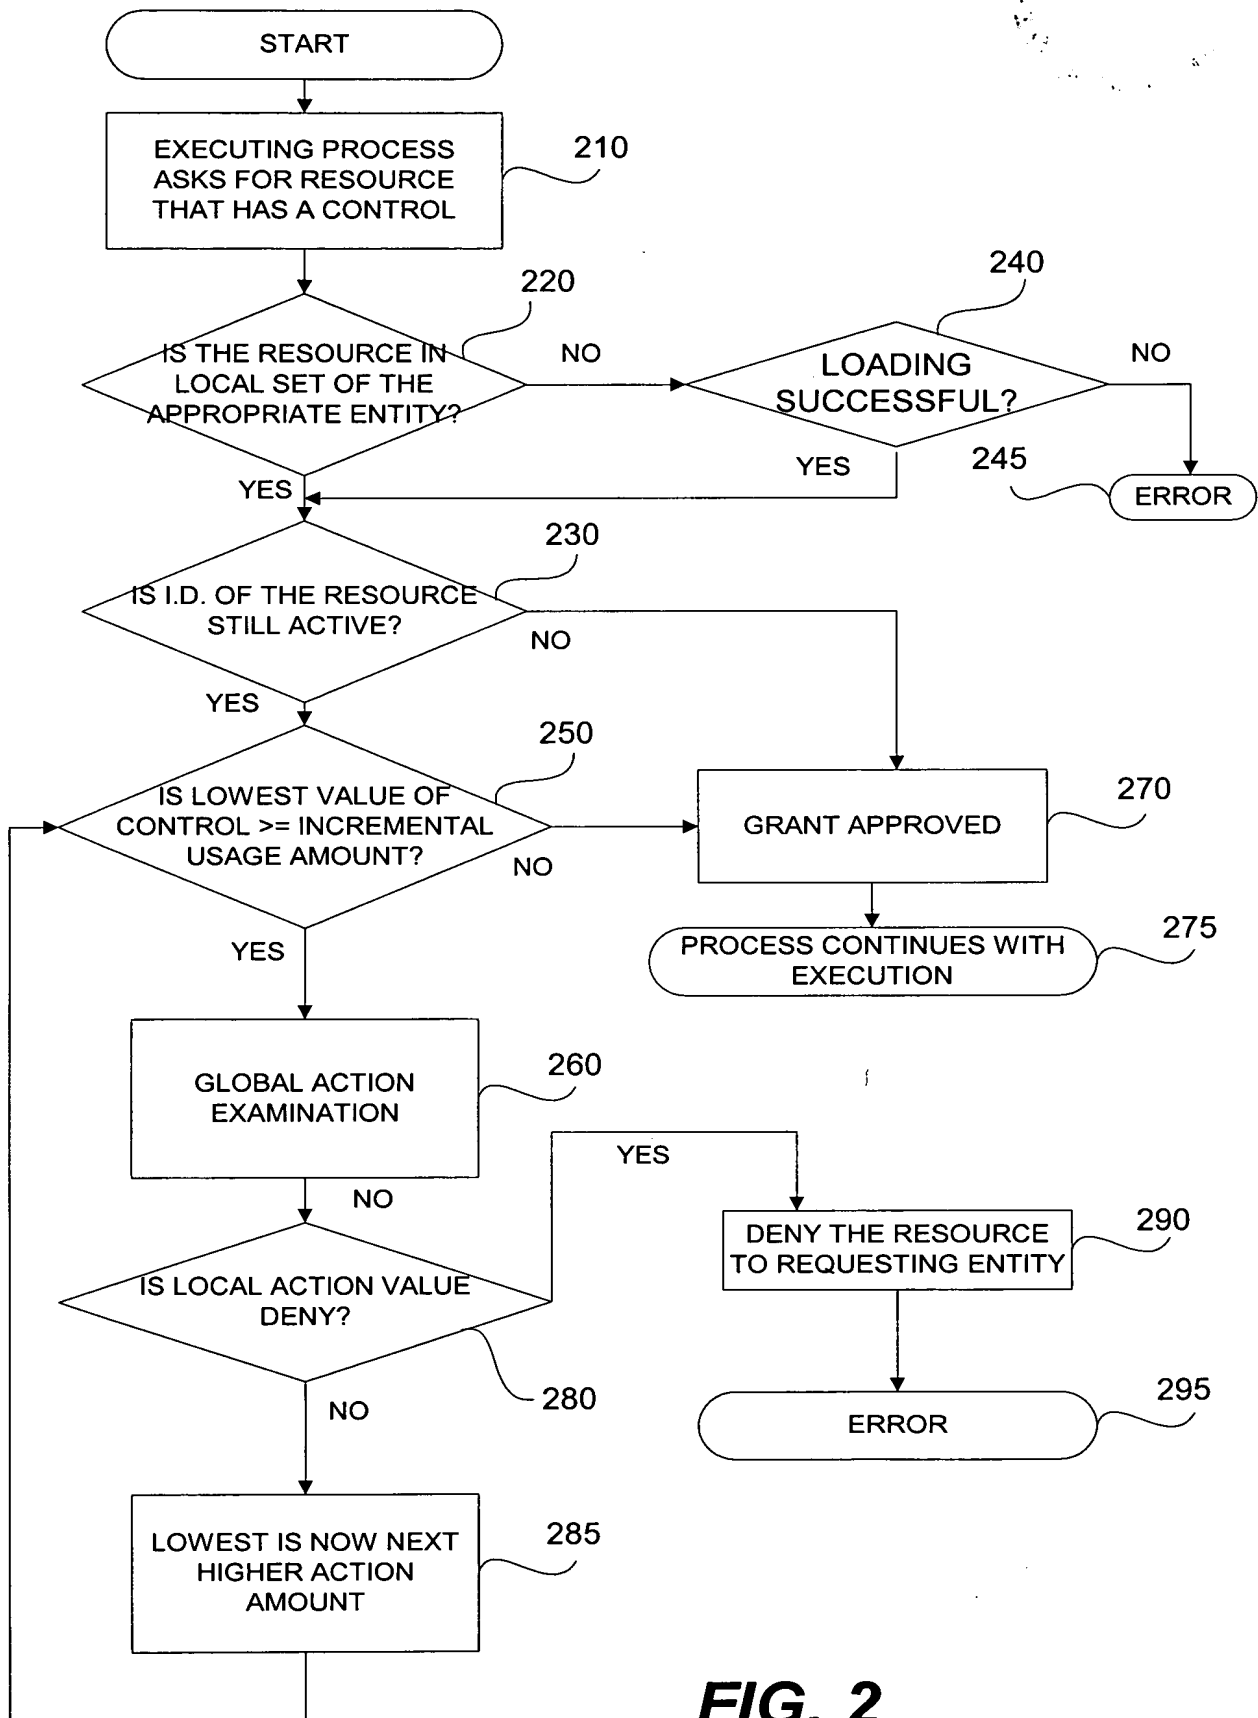 START
EXECUTING PROCESS
ASKS FOR RESOURCE
THAT HAS A CONTROL
210
220
IS THE RESOURCE IN
LOCAL SET OF THE
APPROPRIATE ENTITY?
NO
240
LOADING
SUCCESSFUL?
NO
YES
YES
245
ERROR
230
IS I.D. OF THE RESOURCE
STILL ACTIVE?
NO
YES
250
IS LOWEST VALUE OF
CONTROL >= INCREMENTAL
USAGE AMOUNT?
NO
YES
270
GRANT APPROVED
275
PROCESS CONTINUES WITH
EXECUTION
260
GLOBAL ACTION
EXAMINATION
NO
YES
290
DENY THE RESOURCE
TO REQUESTING ENTITY
IS LOCAL ACTION VALUE
DENY?
280
NO
295
ERROR
285
LOWEST IS NOW NEXT
HIGHER ACTION
AMOUNT
FIG. 2